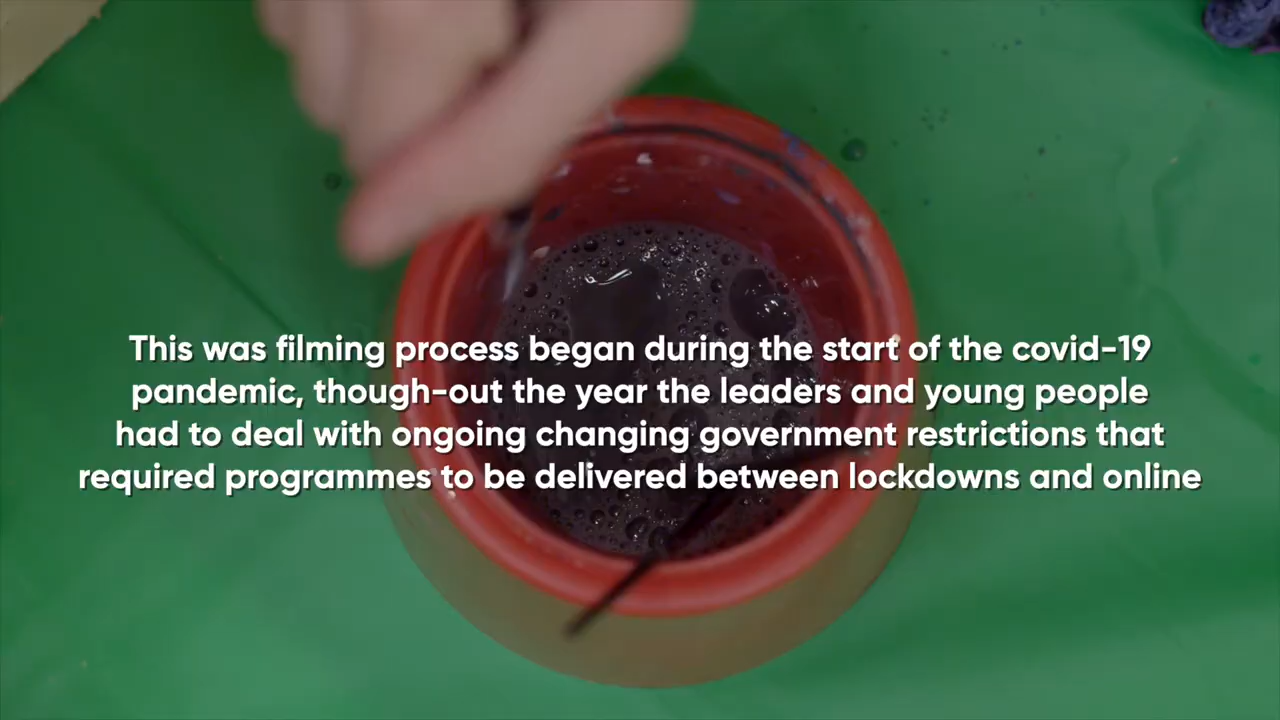 This was filming process began during the start of the covid-19
pandemic, though-out the year the leaders and young people
had to deal with ongoing changing government restrictions that
required programmes to be delivered between lockdowns and online